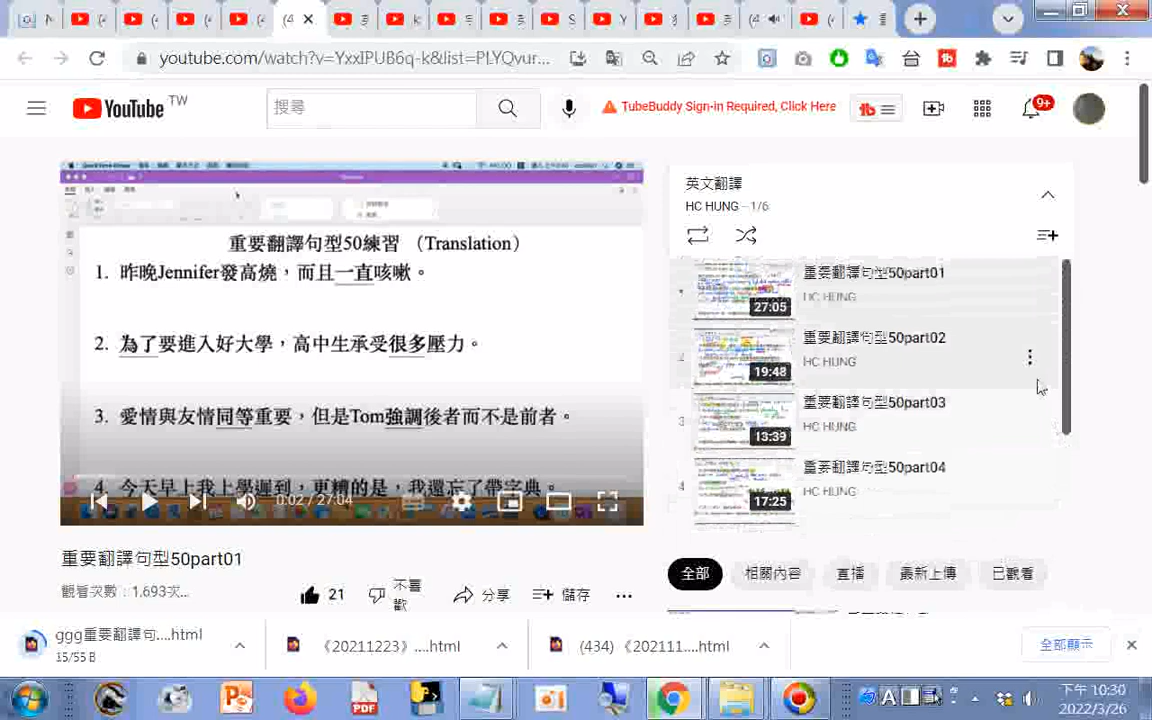 youtube.com/watch?v=YxxIPUB6q-k&list=PLYQvur...
YouTube TW
搜尋
TubeBuddy Sign-in Required, Click Here
9+
重要翻譯句型50練習 （Translation）
1. 昨晚Jennifer發高燒，而且一直咳嗽。
2. 為了要進入好大學，高中生承受很多壓力。
3. 愛情與友情同等重要，但是Tom強調後者而不是前者。
4. 今天早上我上學遲到，更糟的是，我還忘了帶字典。
0:02 / 27:04
重要翻譯句型50part01
觀看次數：1,693次...
21
不喜歡
分享
儲存
英文翻譯
HC HUNG - 1/6
重要翻譯句型50part01
HC HUNG
27:05
重要翻譯句型50part02
HC HUNG
19:48
3
重要翻譯句型50part03
HC HUNG
13:39
4
重要翻譯句型50part04
HC HUNG
17:25
全部
相關內容
直播
最新上傳
已觀看
ggg重要翻譯句....html
15/55 B
《20211223》....html
(434)《202111....html
全部顯示
下午 10:30
2022/3/26